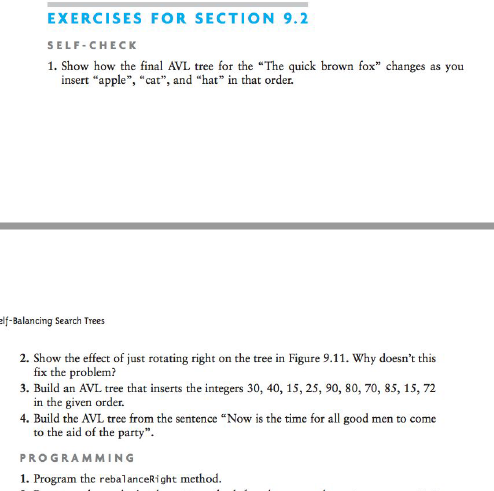 EXERCISES FOR SECTION 9.2
SELF-CHECK
1. Show how the final AVL tree for the “The quick brown fox” changes as you
insert “apple”, “cat”, and “hat” in that order.
elf-Balancing Search Trees
2. Show the effect of just rotating right on the tree in Figure 9.11. Why doesn’t this
fix the problem?
3. Build an AVL tree that inserts the integers 30, 40, 15, 25, 90, 80, 70, 85, 15, 72
in the given order.
4. Build the AVL tree from the sentence “Now is the time for all good men to come
to the aid of the party”.
PROGRAMMING
1. Program the rebalanceRight method.